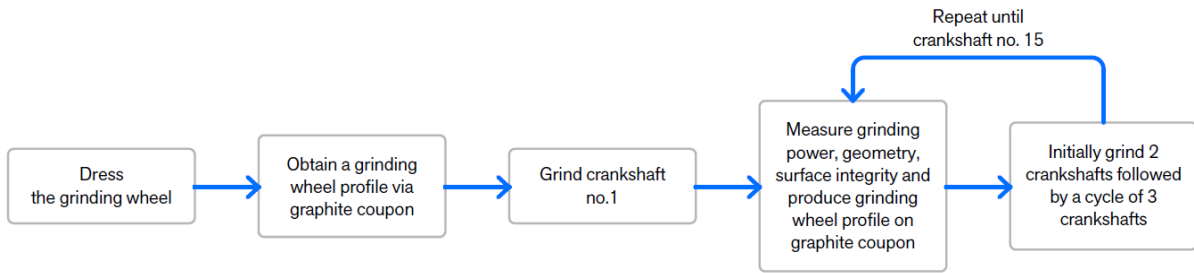 Repeat until
crankshaft no. 15
Dress
the grinding wheel
Obtain a grinding
wheel profile via
graphite coupon
Grind crankshaft
no.1
Measure grinding
power, geometry,
surface integrity and
produce grinding
wheel profile on
graphite coupon
Initially grind 2
crankshafts followed
by a cycle of 3
crankshafts